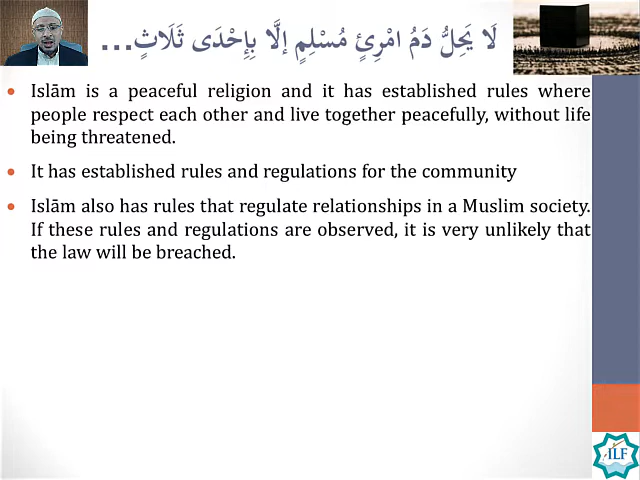 لَا يَحِلُّ دَمُ امْرِئٍ مُسْلِمٍ إلَّا بِإِحْدَى ثَلَاثٍ...
• Islām is a peaceful religion and it has established rules where
people respect each other and live together peacefully, without life
being threatened.
• It has established rules and regulations for the community
• Islām also has rules that regulate relationships in a Muslim society.
If these rules and regulations are observed, it is very unlikely that
the law will be breached.
ILF